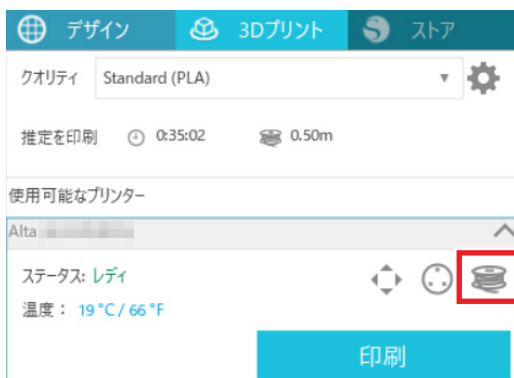 デザイン 3Dプリント ストア
クオリティ Standard (PLA)
推定を印刷 0:35:02 0.50m
使用可能なプリンター
Alta
ステータス: レディ
温度： 19 °C / 66 °F
印刷